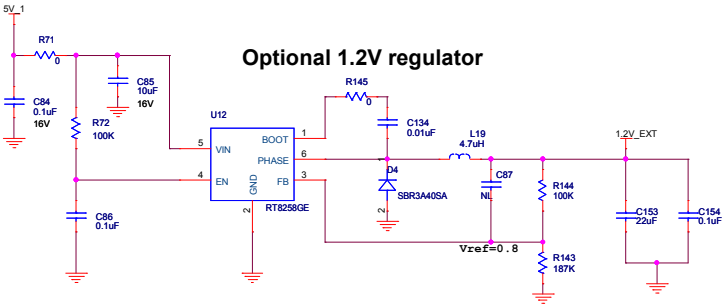 5V_1
R71
0
C84
0.1uF
16V
R72
100K
C85
10uF
16V
C86
0.1uF
Optional 1.2V regulator
U12
5
VIN
4
EN
GND
2
BOOT
1
PHASE
6
FB
3
RT8258GE
R145
0
C134
0.01uF
D4
SBR3A40SA
2
L19
4.7uH
C87
NL
R144
100K
Vref=0.8
R143
187K
1.2V_EXT
C153
22uF
C154
0.1uF